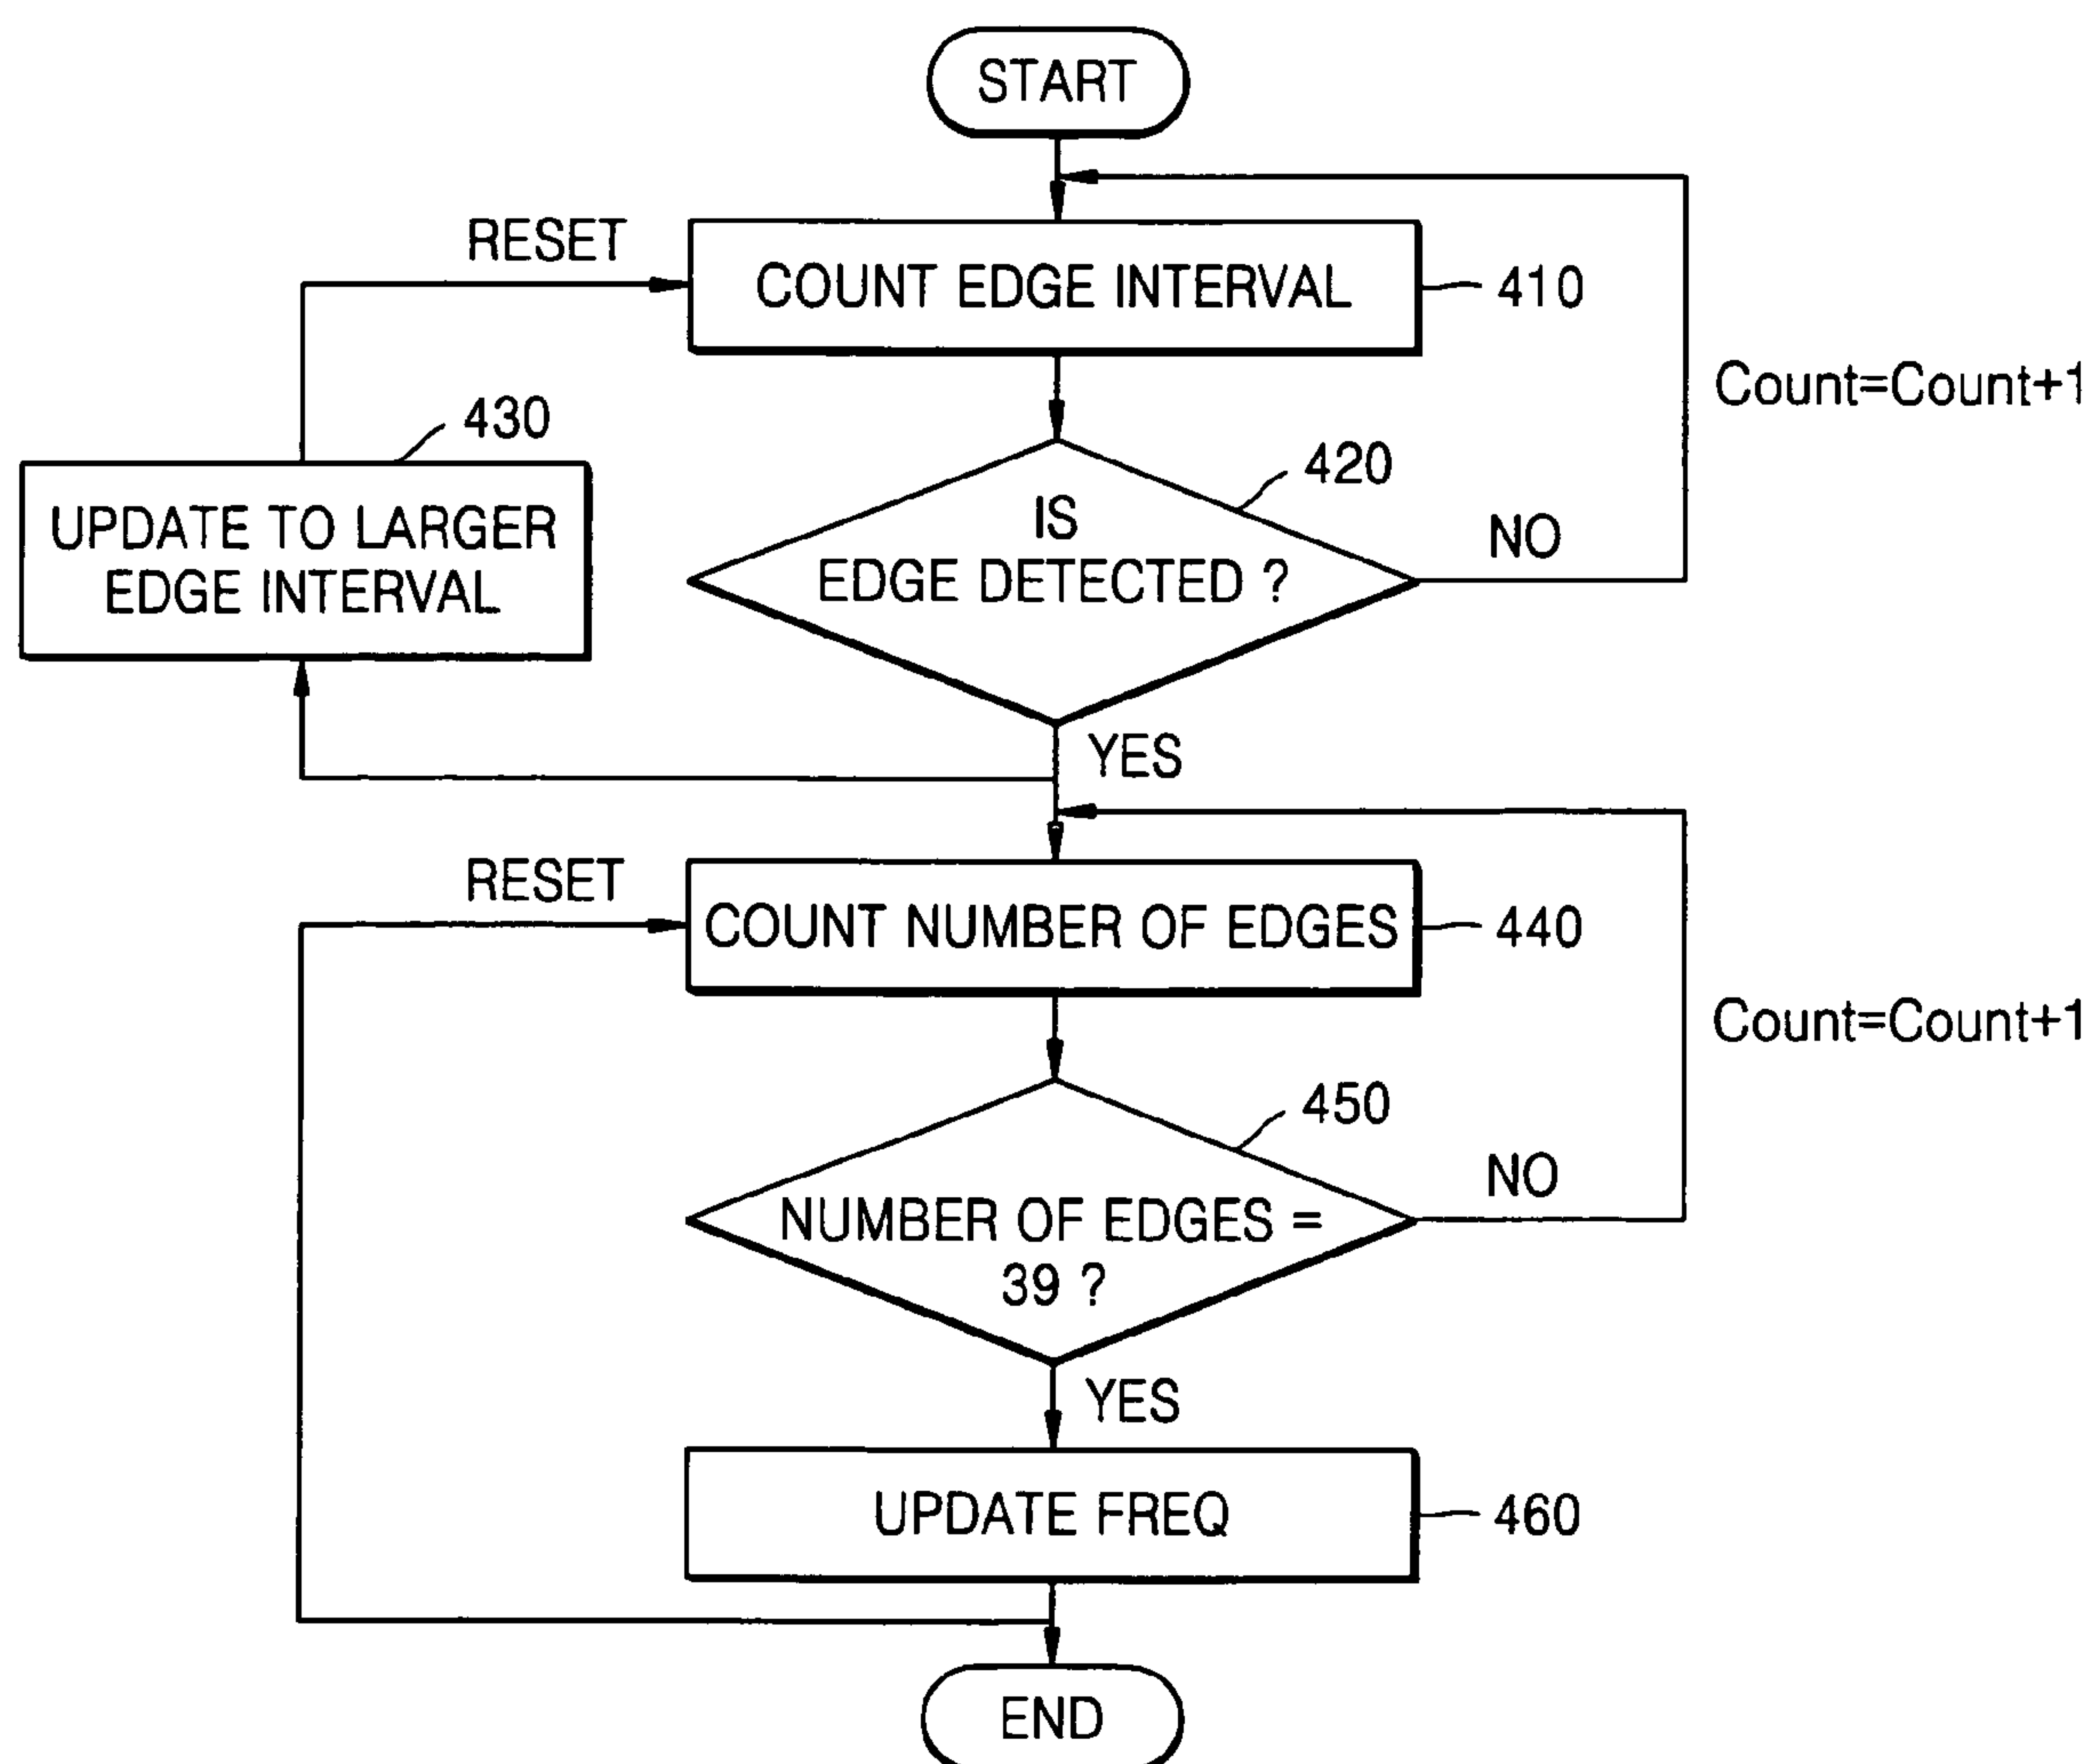 START
RESET
COUNT EDGE INTERVAL
410
Count=Count+1
430
UPDATE TO LARGER
EDGE INTERVAL
420
IS
EDGE DETECTED ?
NO
YES
RESET
COUNT NUMBER OF EDGES
440
Count=Count+1
450
NUMBER OF EDGES =
39 ?
NO
YES
UPDATE FREQ
460
END